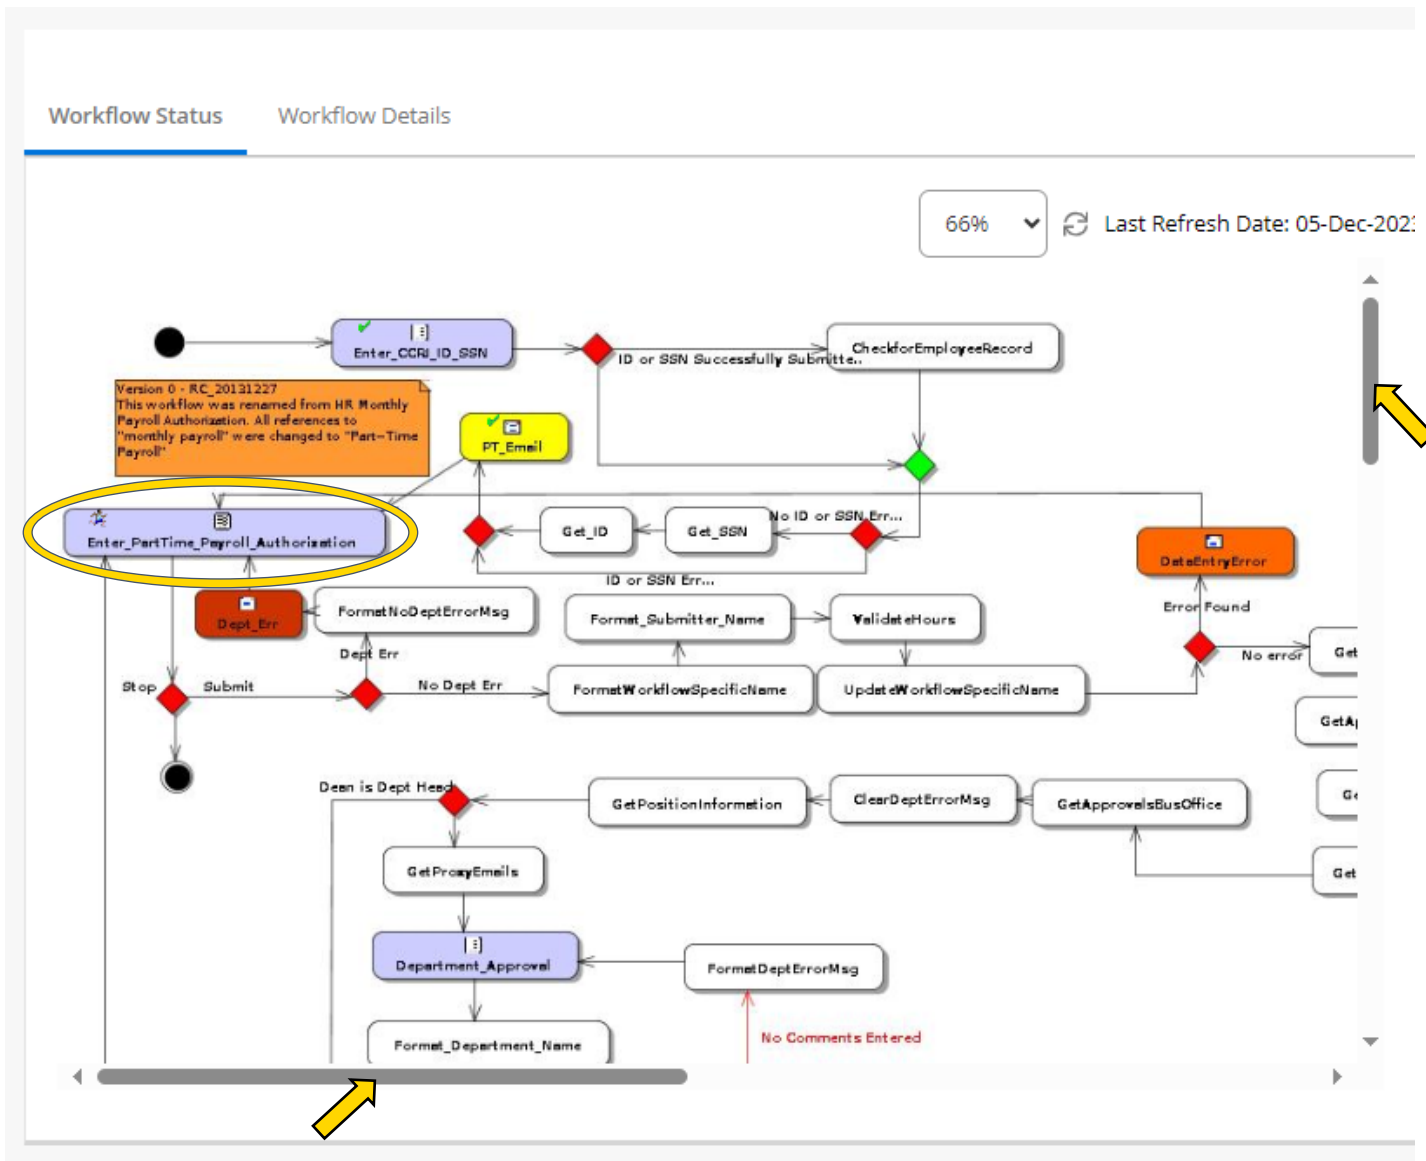 Workflow Status
Workflow Details
66%
Last Refresh Date: 05-Dec-202
Enter_CCRI_ID_SSN
ID or SSN Successfully Submitte..
CheckforEmployeeRecord
Version 0 - RC_20131227
This workflow was renamed from HR Monthly
Payroll Authorization. All references to
"monthly payroll" were changed to "Part-Time
Payroll"
PT_Email
Enter_PartTime_Payroll_Authorization
Get_ID
Get_SSN
No ID or SSN Err...
ID or SSN Err...
DataEntryError
Error Found
Dept_Err
FormatNoDeptErrorMsg
Format_Submitter_Name
ValidateHours
Dept Err
No error
Get
Stop
Submit
No Dept Err
FormatWorkflowSpecificName
UpdateWorkflowSpecificName
GetAp
Dean is Dept Head
GetPositionInformation
ClearDeptErrorMsg
GetApprovalsBusOffice
Ge
GetProxyEmails
Get
Department_Approval
FormatDeptErrorMsg
Format_Department_Name
No Comments Entered